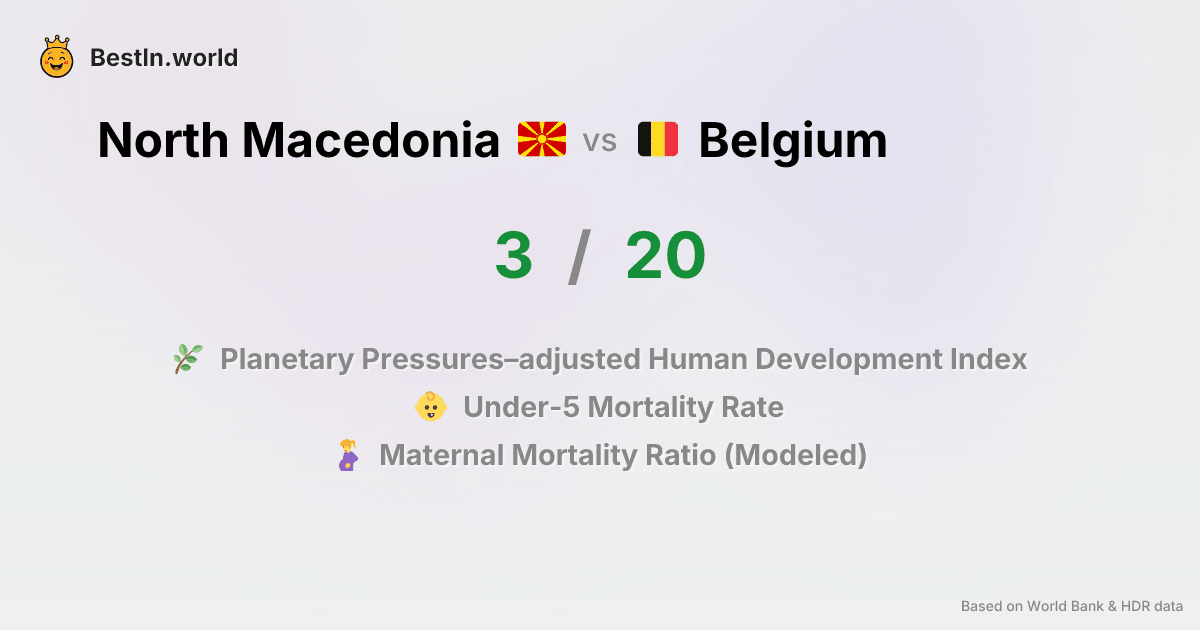 BestIn.world
North Macedonia vs Belgium
3 / 20
Planetary Pressures–adjusted Human Development Index
Under-5 Mortality Rate
Maternal Mortality Ratio (Modeled)
Based on World Bank & HDR data